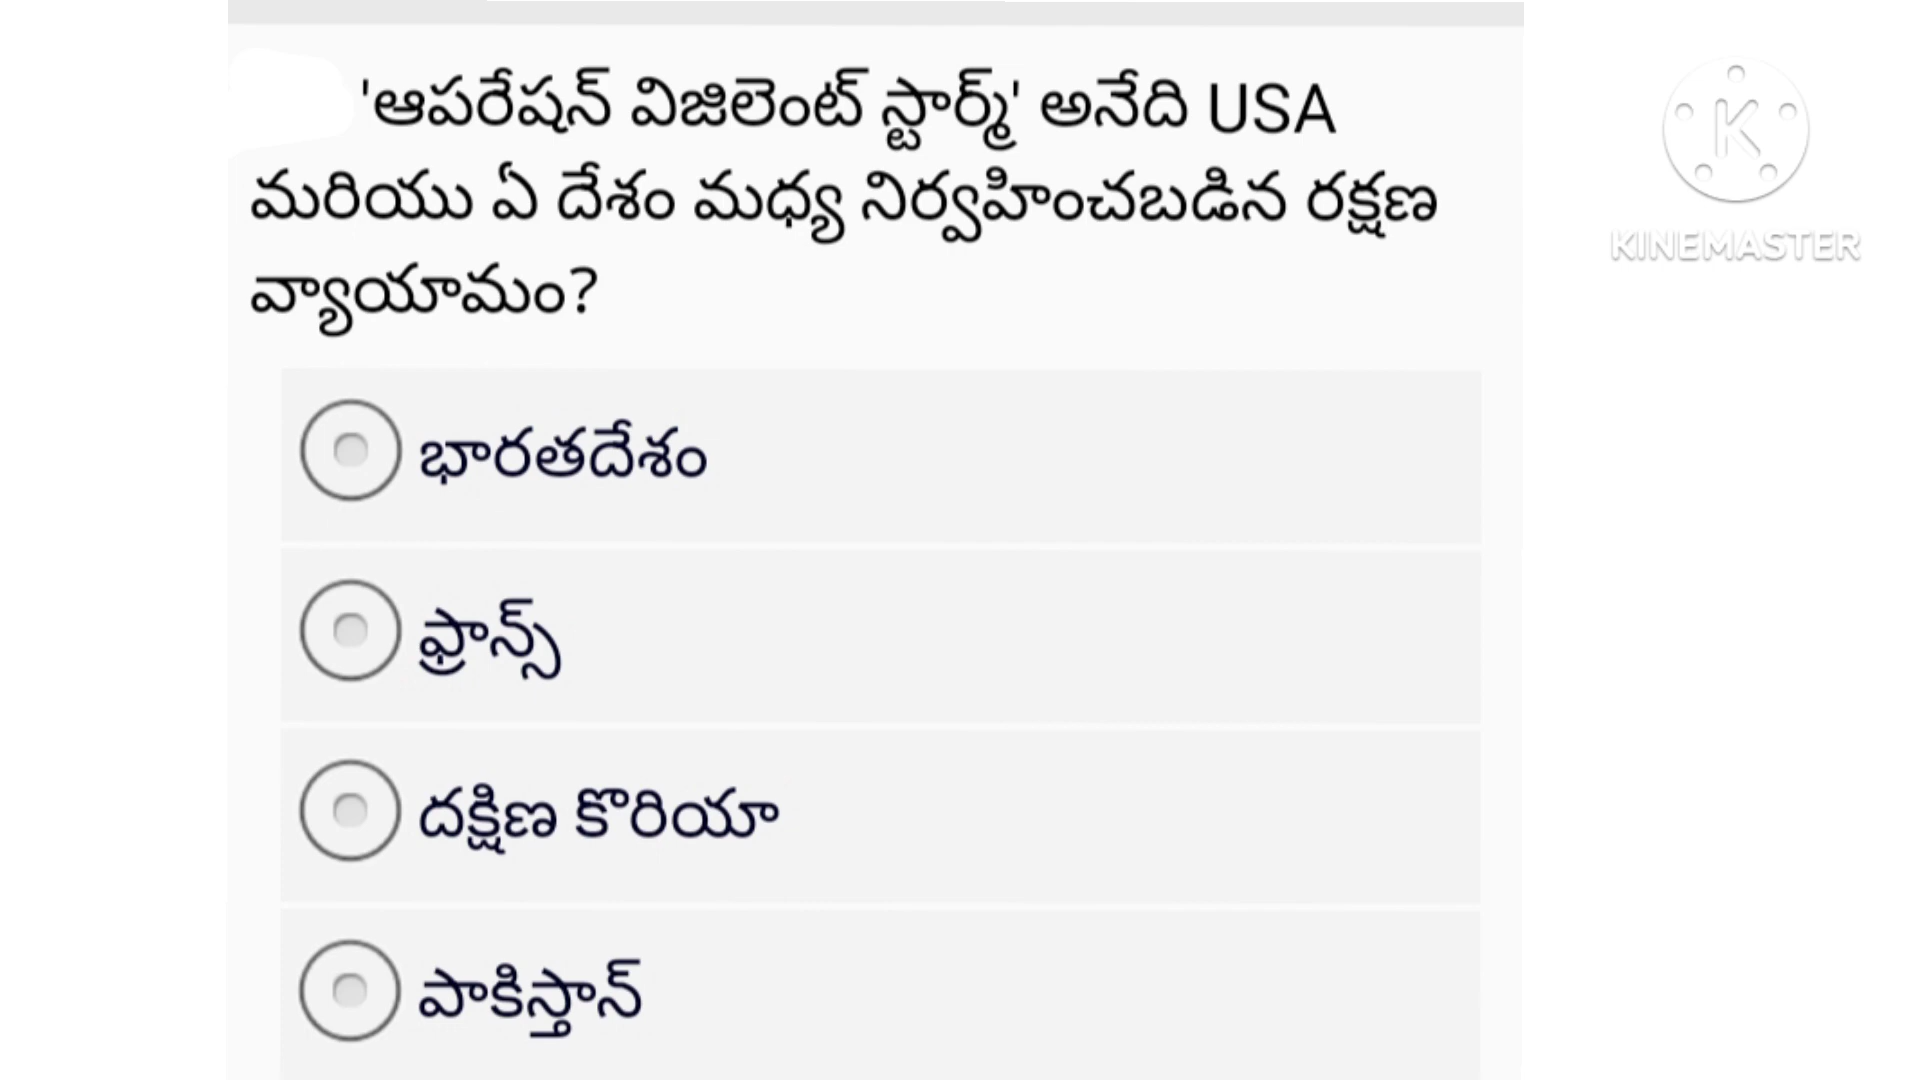 'ఆపరేషన్ విజిలెంట్ స్టార్మ్' అనేది USA
మరియు ఏ దేశం మధ్య నిర్వహించబడిన రక్షణ
వ్యాయామం?
భారతదేశం
ఫ్రాన్స్
దక్షిణ కొరియా
పాకిస్తాన్
K
KINEMASTER